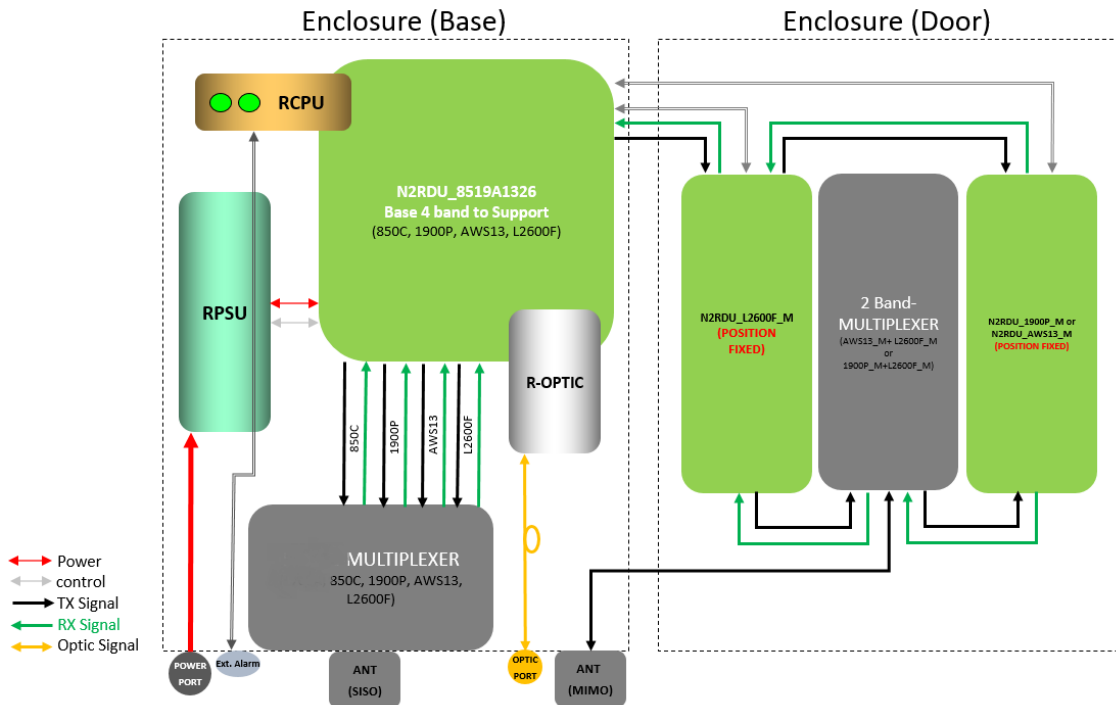 Enclosure (Base)
Enclosure (Door)
RCPU
N2RDU_8519A1326
Base 4 band to Support
(850C, 1900P, AWS13, L2600F)
RPSU
R-OPTIC
N2RDU_L2600F_M
(POSITION
FIXED)
2 Band-
MULTIPLEXER
(AWS13_M+ L2600F_M
or
1900P_M+L2600F_M)
N2RDU_1900P_M or
N2RDU_AWS13_M
(POSITION FIXED)
850C
1900P
AWS13
L2600F
MULTIPLEXER
850C, 1900P, AWS13,
L2600F)
Power
control
TX Signal
RX Signal
Optic Signal
POWER
PORT
Ext. Alarm
ANT
(SISO)
OPTIC
PORT
ANT
(MIMO)